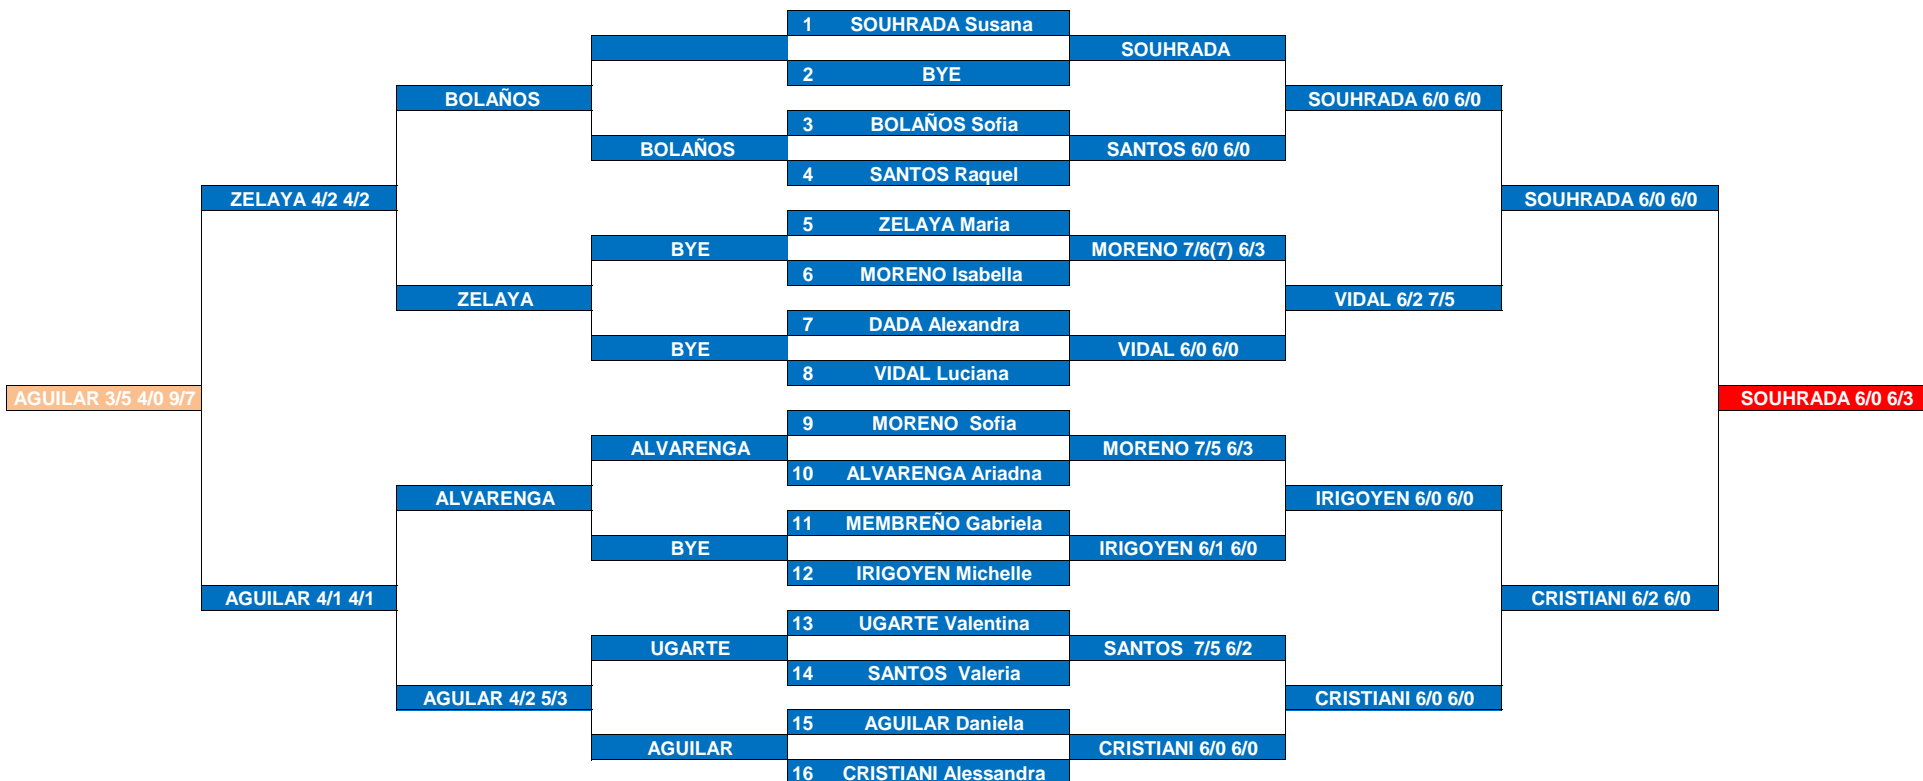 1 SOUHRADA Susana
SOUHRADA
2 BYE
BOLAÑOS SOUHRADA 6/0 6/0
3 BOLAÑOS Sofia
BOLAÑOS SANTOS 6/0 6/0
4 SANTOS Raquel
ZELAYA 4/2 4/2 SOUHRADA 6/0 6/0
5 ZELAYA Maria
BYE MORENO 7/6(7) 6/3
6 MORENO Isabella
ZELAYA VIDAL 6/2 7/5
7 DADA Alexandra
BYE VIDAL 6/0 6/0
8 VIDAL Luciana
AGUILAR 3/5 4/0 9/7 SOUHRADA 6/0 6/3
9 MORENO Sofia
ALVARENGA MORENO 7/5 6/3
10 ALVARENGA Ariadna
ALVARENGA IRIGOYEN 6/0 6/0
11 MEMBREÑO Gabriela
BYE IRIGOYEN 6/1 6/0
12 IRIGOYEN Michelle
AGUILAR 4/1 4/1 CRISTIANI 6/2 6/0
13 UGARTE Valentina
UGARTE SANTOS 7/5 6/2
14 SANTOS Valeria
AGULAR 4/2 5/3 CRISTIANI 6/0 6/0
15 AGUILAR Daniela
AGUILAR CRISTIANI 6/0 6/0
16 CRISTIANI Alessandra